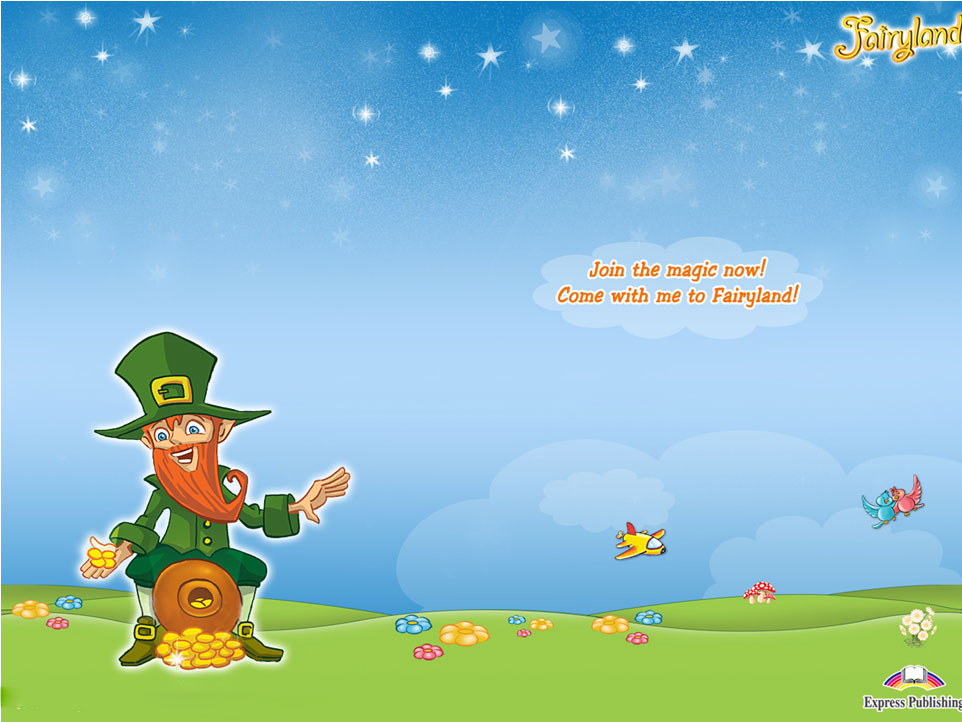 Fairyland
Join the magic now!
Come with me to Fairyland!
Express Publishing